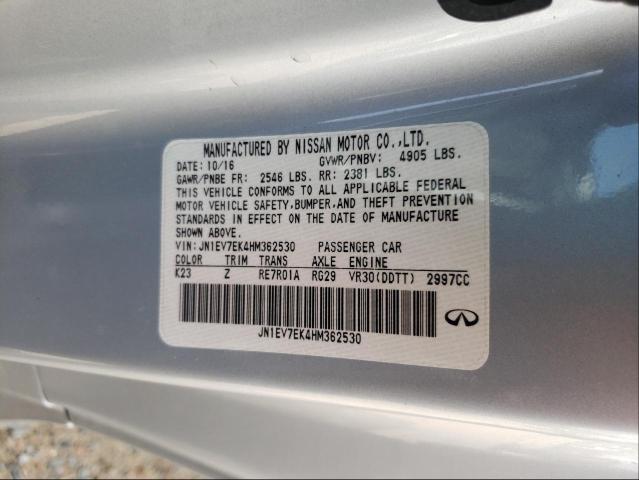 MANUFACTURED BY NISSAN MOTOR CO.,LTD.
DATE: 10/16 GVWR/PNBV: 4905 LBS.
GAWR/PNBE FR: 2546 LBS. RR: 2381 LBS.
THIS VEHICLE CONFORMS TO ALL APPLICABLE FEDERAL
MOTOR VEHICLE SAFETY, BUMPER, AND THEFT PREVENTION
STANDARDS IN EFFECT ON THE DATE OF MANUFACTURE
SHOWN ABOVE.
VIN: JN1EV7EK4HM362530 PASSENGER CAR
COLOR TRIM TRANS AXLE ENGINE
K23 Z RE7R01A RG29 VR30(DDTT) 2997CC
JN1EV7EK4HM362530